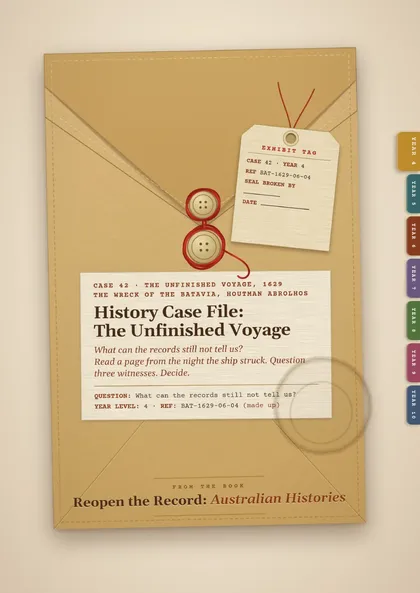 EXHIBIT TAG
CASE 42 · YEAR 4
REF BAT-1629-06-04
SEAL BROKEN BY
DATE
CASE 42 · THE UNFINISHED VOYAGE, 1629
THE WRECK OF THE BATAVIA, HOUTMAN ABROLHOS
History Case File:
The Unfinished Voyage
What can the records still not tell us?
Read a page from the night the ship struck. Question
three witnesses. Decide.
QUESTION: What can the records still not tell us?
YEAR LEVEL: 4 · REF: BAT-1629-06-04 (made up)
FROM THE BOOK
Reopen the Record: Australian Histories
YEAR 4
YEAR 5
YEAR 6
YEAR 7
YEAR 8
YEAR 9
YEAR 10